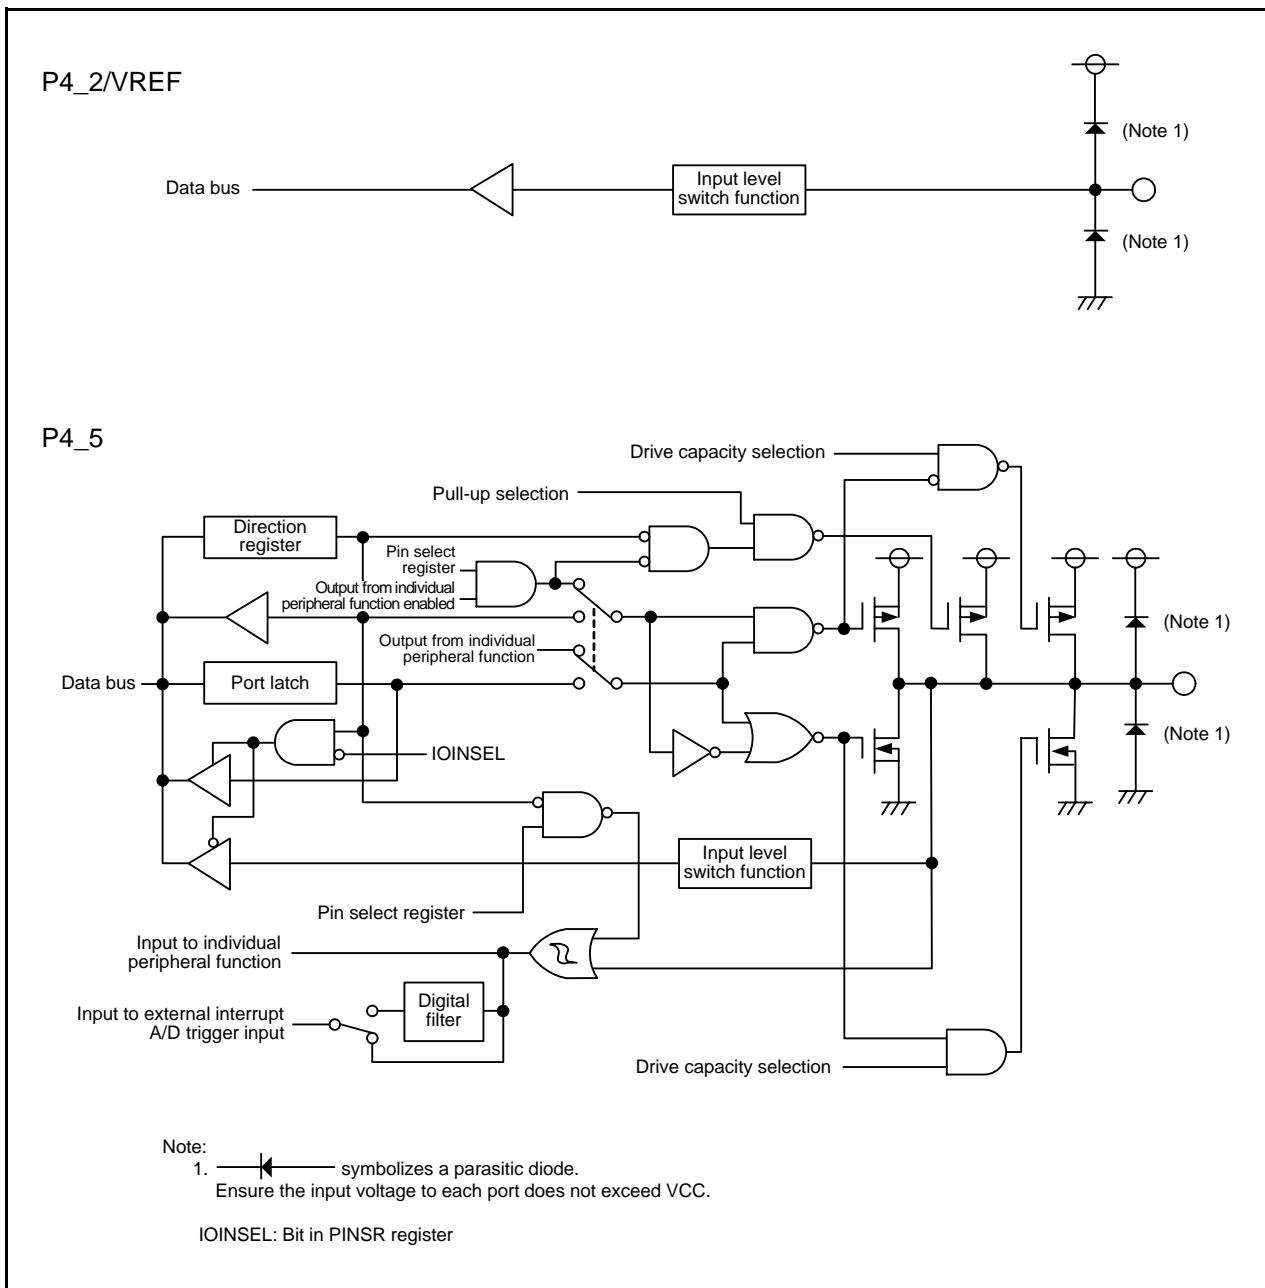 P4_2/VREF
(Note 1)
Data bus
Input level
switch function
(Note 1)
P4_5
Drive capacity selection
Pull-up selection
Direction
register
Pin select
register
Output from individual
peripheral function enabled
(Note 1)
Output from individual
peripheral function
Data bus
Port latch
(Note 1)
IOINSEL
Input level
switch function
Pin select register
Input to individual
peripheral function
Digital
filter
Input to external interrupt
A/D trigger input
Drive capacity selection
Note:
1. symbolizes a parasitic diode.
Ensure the input voltage to each port does not exceed VCC.
IOINSEL: Bit in PINSR register